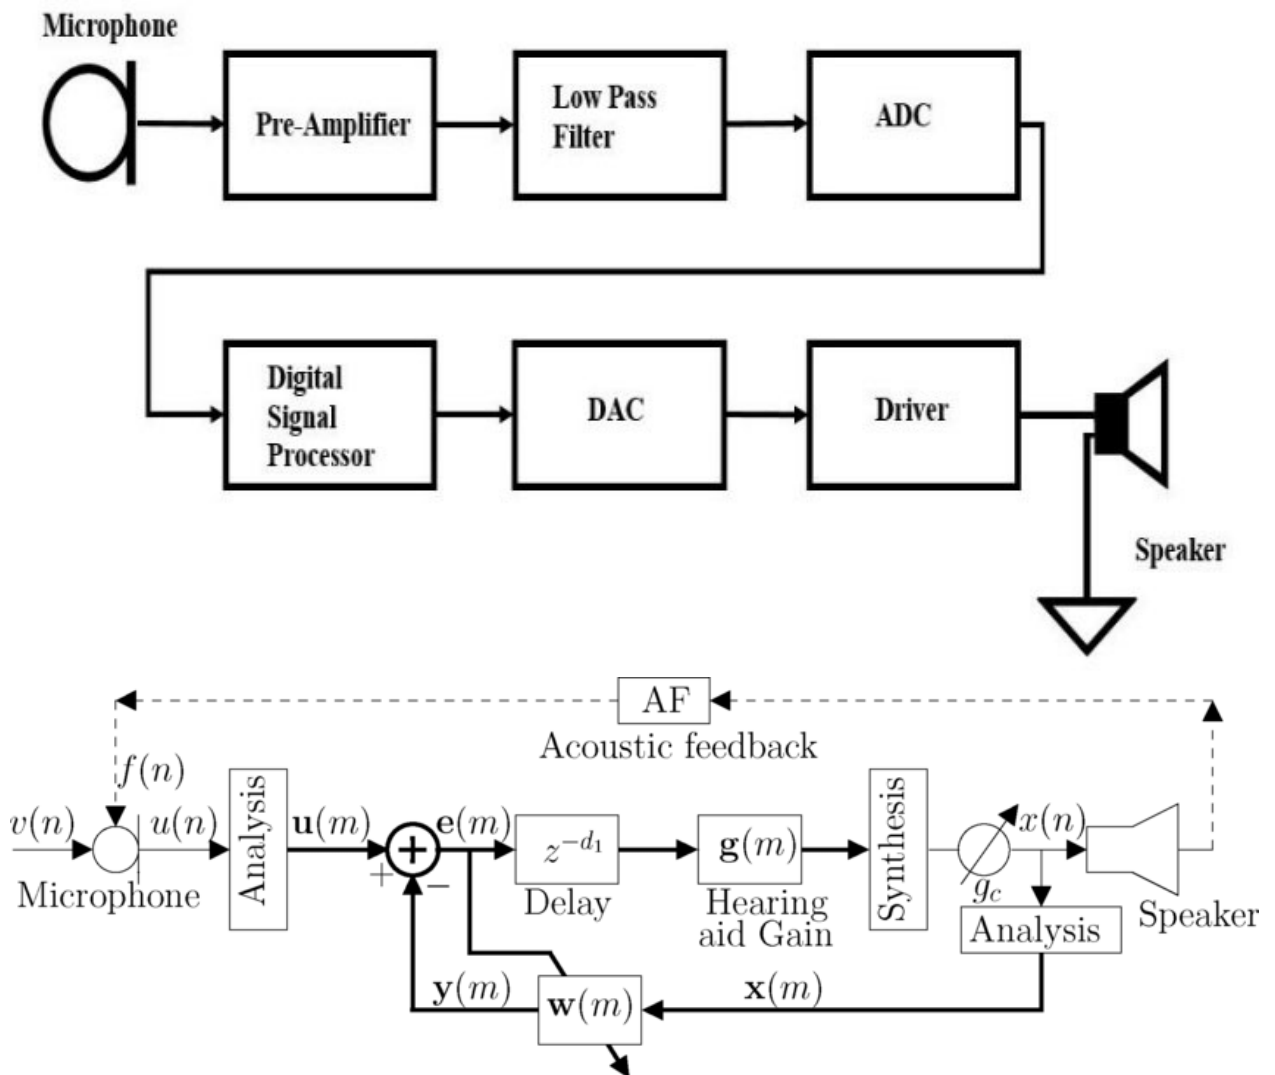 Microphone
Pre-Amplifier
Low Pass
Filter
ADC
Digital
Signal
Processor
DAC
Driver
Speaker
AF
Acoustic feedback
f(n)
v(n)
u(n)
Analysis
u(m)
e(m)
z^{-d_1}
g(m)
Synthesis
x(n)
+
−
Microphone
Delay
Hearing
aid Gain
g_c
Analysis
Speaker
y(m)
w(m)
x(m)